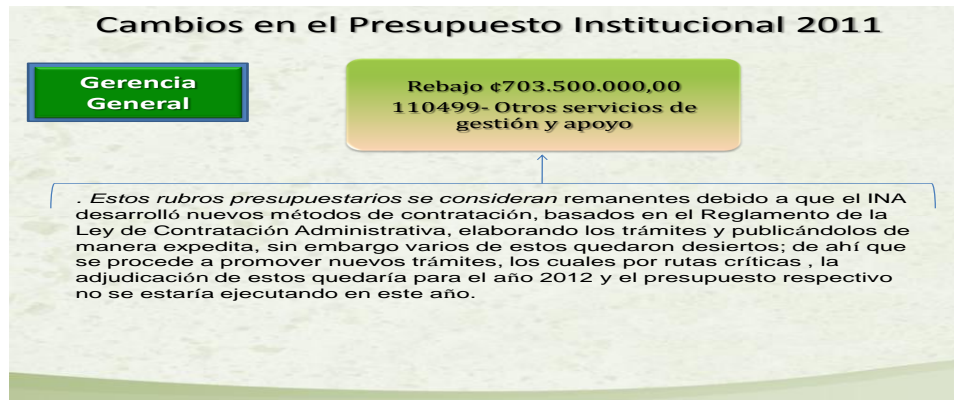 Cambios en el Presupuesto Institucional 2011
Gerencia
General
Rebajo ¢703.500.000,00
110499- Otros servicios de
gestión y apoyo
. Estos rubros presupuestarios se consideran remanentes debido a que el INA
desarrolló nuevos métodos de contratación, basados en el Reglamento de la
Ley de Contratación Administrativa, elaborando los trámites y publicándolos de
manera expedita, sin embargo varios de estos quedaron desiertos; de ahí que
se procede a promover nuevos trámites, los cuales por rutas críticas , la
adjudicación de estos quedaría para el año 2012 y el presupuesto respectivo
no se estaría ejecutando en este año.